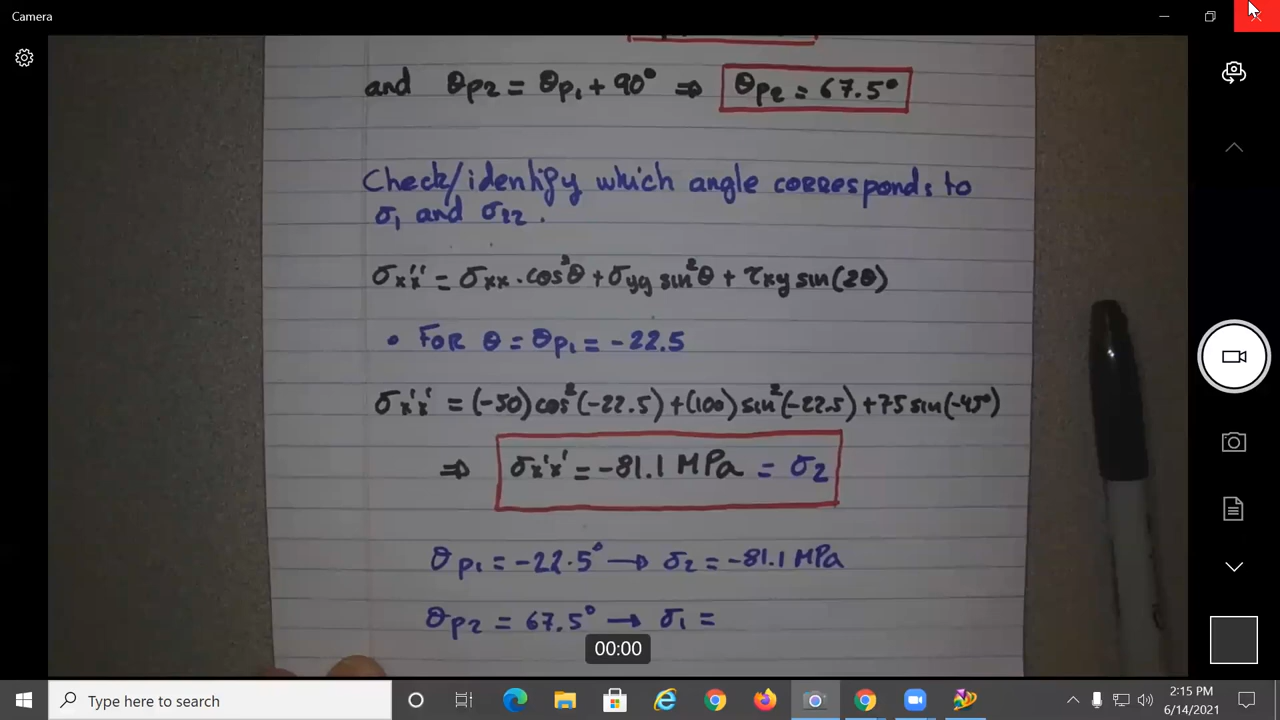 Camera
and θp2 = θp1 + 90° ⇒ θp2 = 67.5°
Check/identify which angle corresponds to
σ1 and σ22.
σx'x' = σxx.cos²θ + σyy sin²θ + τxy sin(2θ)
• FOR θ = θp1 = -22.5
σx'x' = (-50)cos²(-22.5) + (100) sin²(-22.5) + 75 sin(-45°)
⇒ σx'x' = -81.1 MPa = σ2
θp1 = -22.5° → σ2 = -81.1 MPa
θp2 = 67.5° → σ1 =
00:00
Type here to search
2:15 PM
6/14/2021